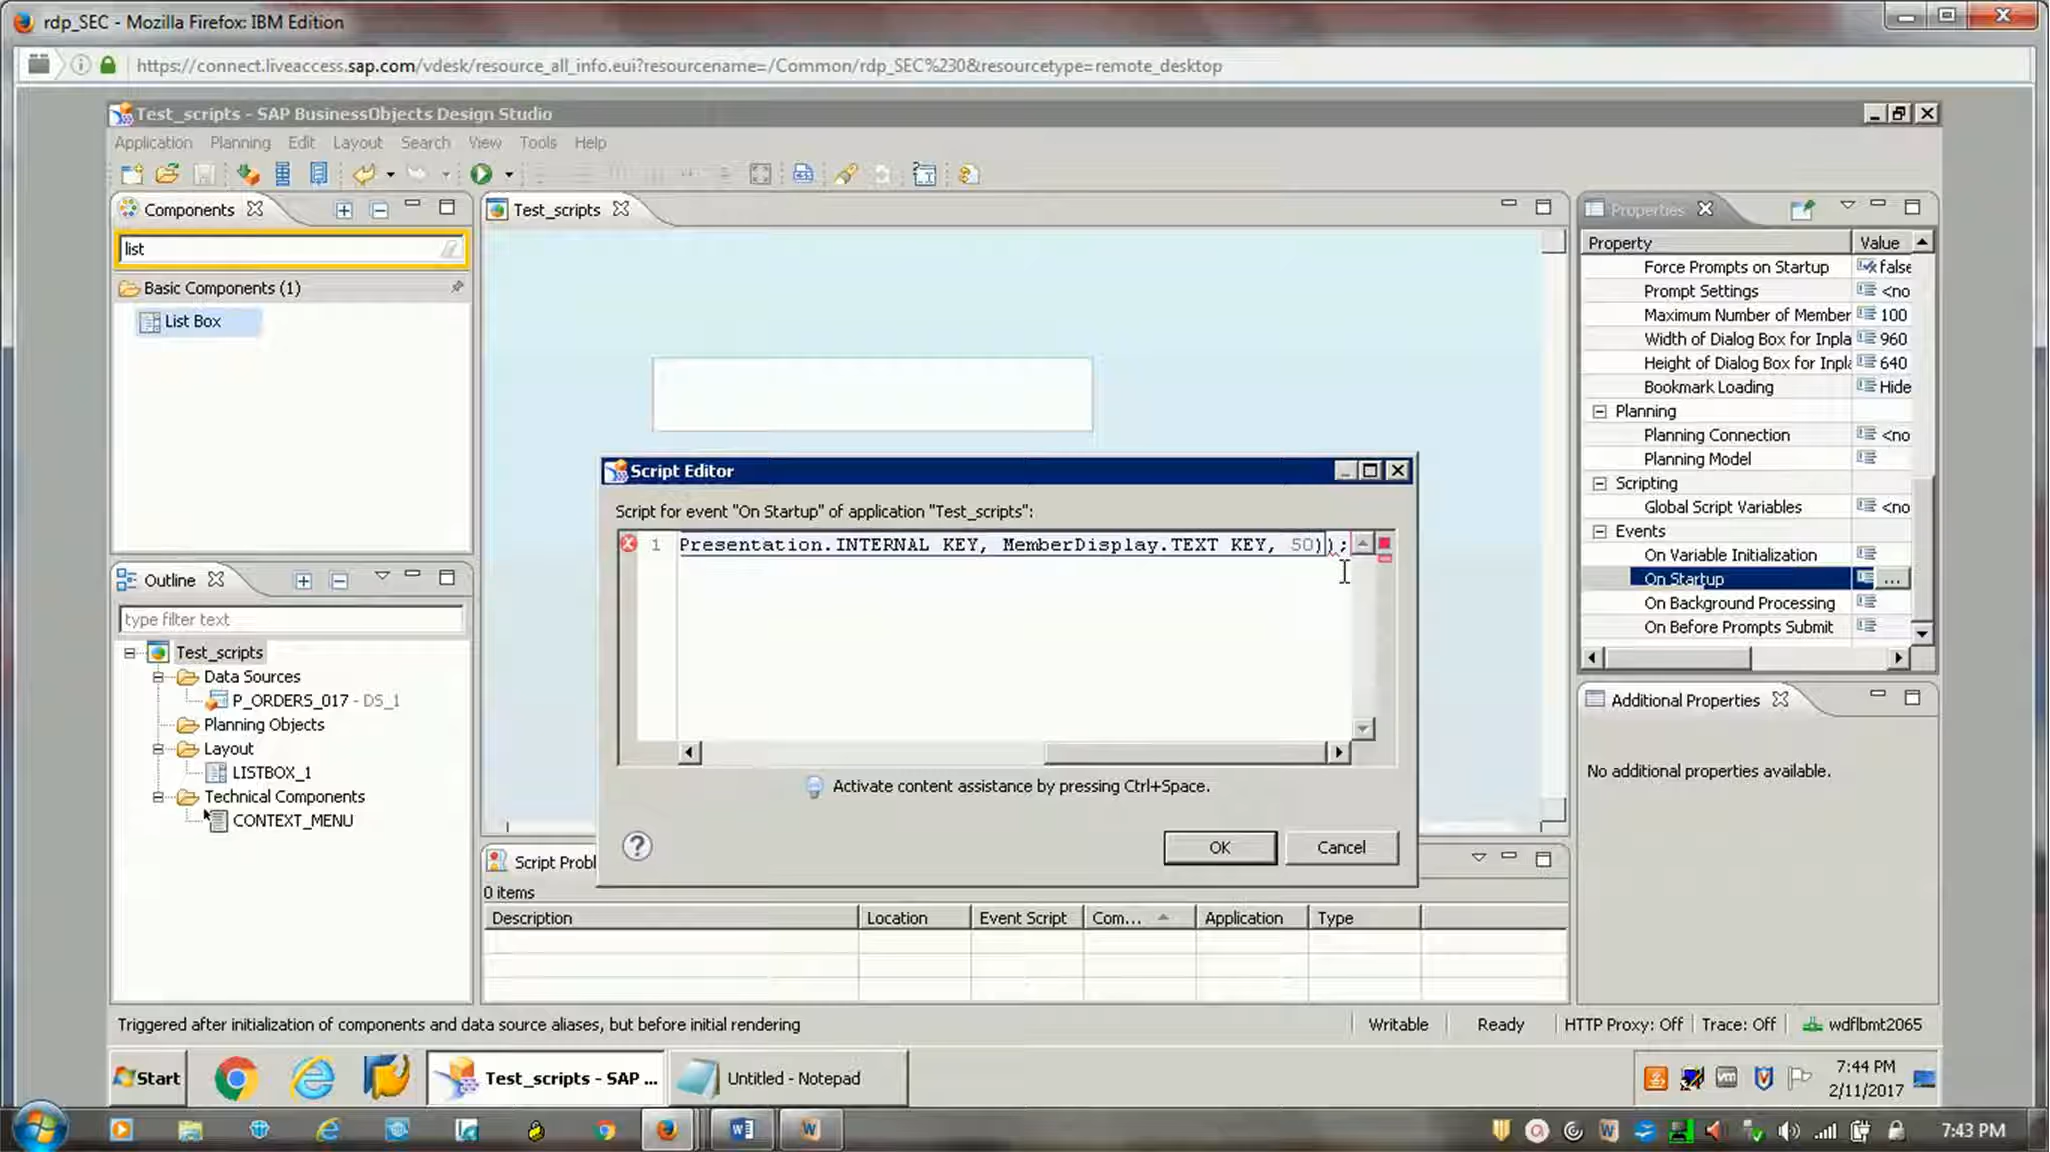 rdp_SEC - Mozilla Firefox: IBM Edition
https://connect.liveaccess.sap.com/vdesk/resource_all_info.eui?resourcename=/Common/rdp_SEC%230&resourcetype=remote_desktop
Test_scripts - SAP BusinessObjects Design Studio
Application Planning Edit Layout Search View Tools Help
Components
Test_scripts
Properties
list
Property Value
Basic Components (1)
List Box
Force Prompts on Startup false
Prompt Settings <no
Maximum Number of Member 100
Width of Dialog Box for Inpla 960
Height of Dialog Box for Inpla 640
Bookmark Loading Hide
Planning
Planning Connection <no
Planning Model
Scripting
Global Script Variables <no
Events
On Variable Initialization
On Startup ...
On Background Processing
On Before Prompts Submit
Script Editor
Script for event "On Startup" of application "Test_scripts":
1 Presentation.INTERNAL KEY, MemberDisplay.TEXT KEY, 50));
Activate content assistance by pressing Ctrl+Space.
OK Cancel
Outline
type filter text
Test_scripts
Data Sources
P_ORDERS_017 - DS_1
Planning Objects
Layout
LISTBOX_1
Technical Components
CONTEXT_MENU
Additional Properties
No additional properties available.
Script Probl
0 items
Description Location Event Script Com... Application Type
Triggered after initialization of components and data source aliases, but before initial rendering
Writable Ready HTTP Proxy: Off Trace: Off wdflbmt2065
Start
Test_scripts - SAP ...
Untitled - Notepad
7:44 PM
2/11/2017
7:43 PM